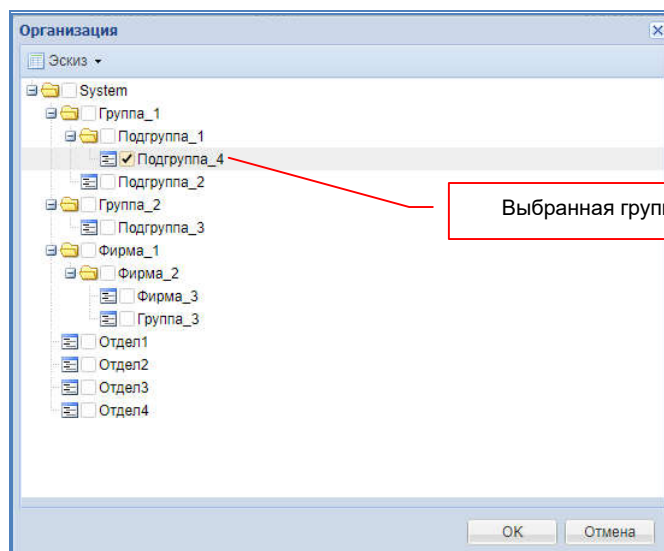 Организация
Эскиз
System
Группа_1
Подгруппа_1
Подгруппа_4
Подгруппа_2
Выбранная
Группа_2
Подгруппа_3
Фирма_1
Фирма_2
Фирма_3
Группа_3
Отдел1
Отдел2
Отдел3
Отдел4
OK
Отмена